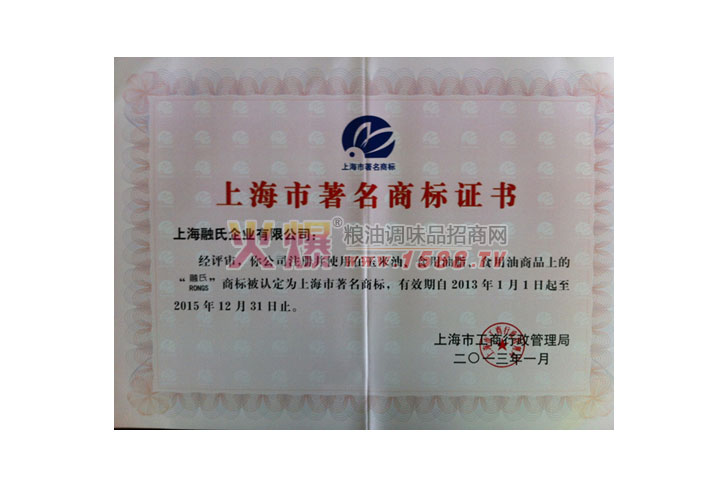 上海市著名商标
上海市著名商标证书
上海融氏企业有限公司:
火爆®粮油调味品招商网
经评审,你公司注册并使用在玉米油、食用油脂、食用油商品上的
1588.TV
“融氏 RONGS”商标被认定为上海市著名商标,有效期自2013年1月1日起至
2015年12月31日止。
上海市工商行政管理局
二〇一三年一月